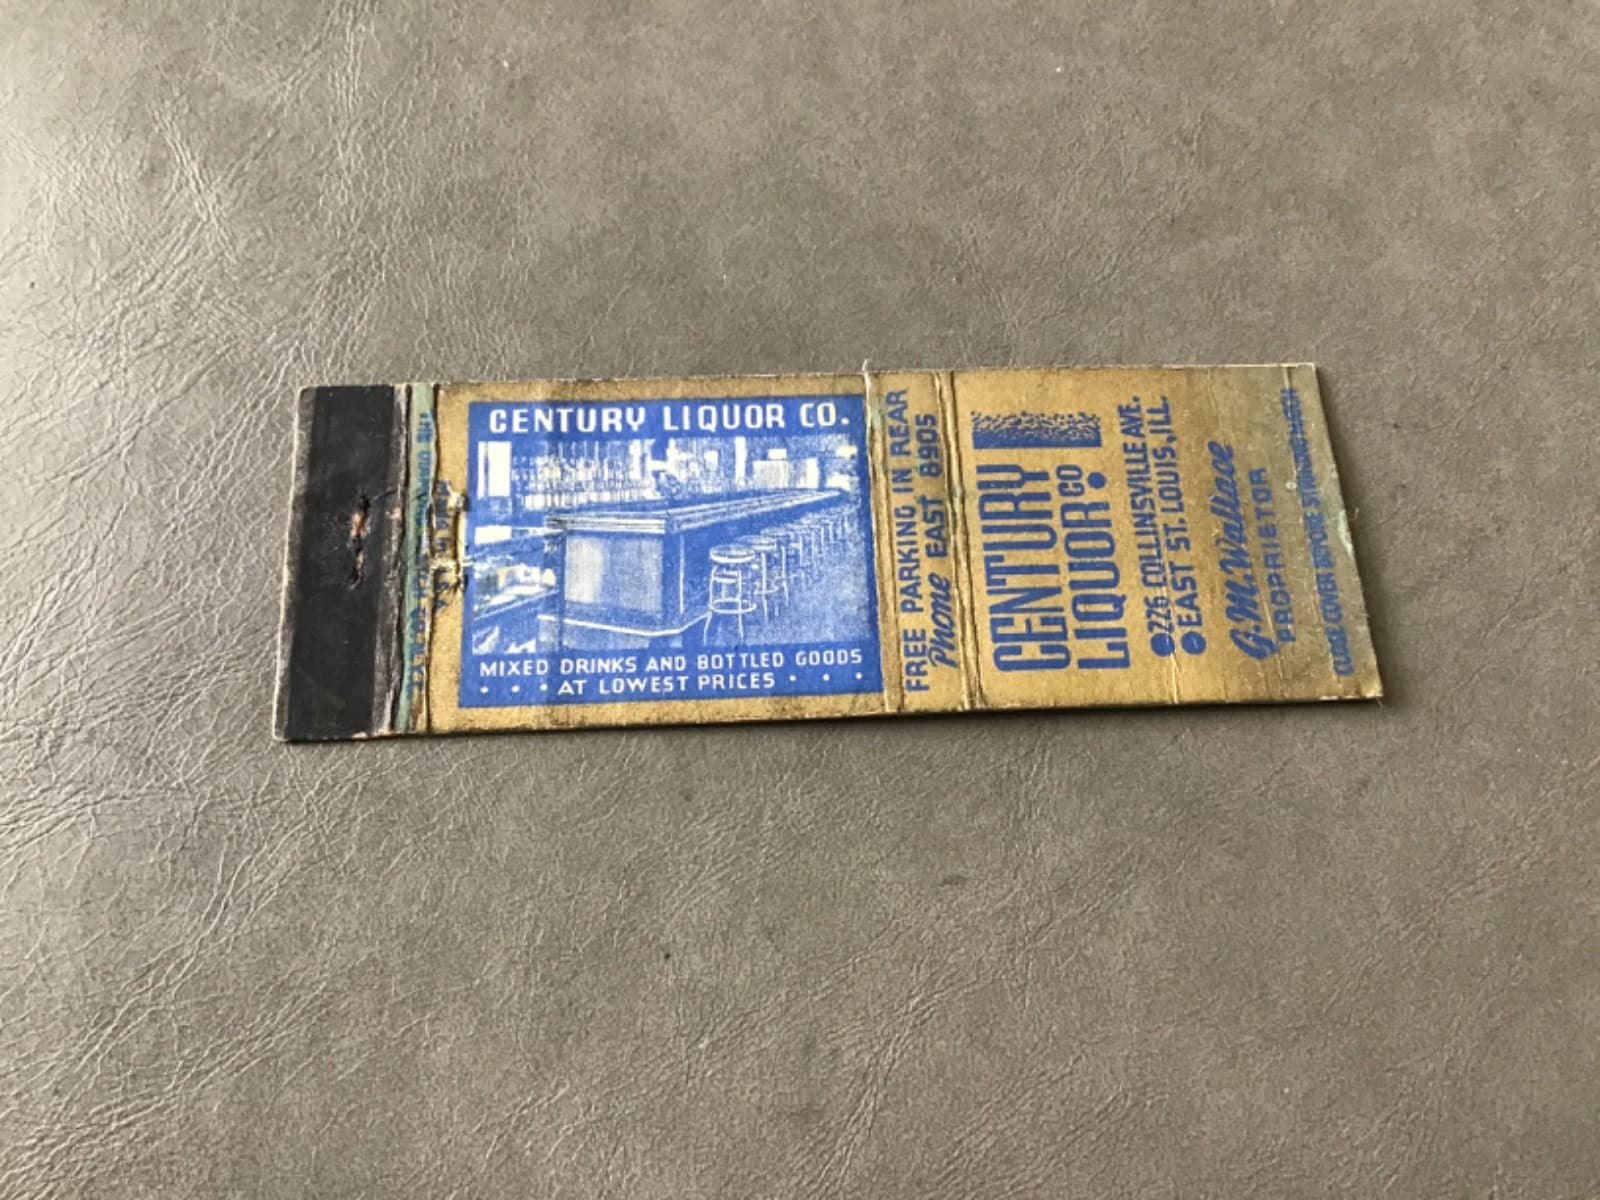 CENTURY LIQUOR CO.
MIXED DRINKS AND BOTTLED GOODS
• • • AT LOWEST PRICES • • •
FREE PARKING IN REAR
Phone EAST 8905
CENTURY
LIQUOR CO
226 COLLINSVILLE AVE.
EAST ST. LOUIS, ILL.
G.M. Wallace
PROPRIETOR
CLOSE COVER BEFORE STRIKING MATCH